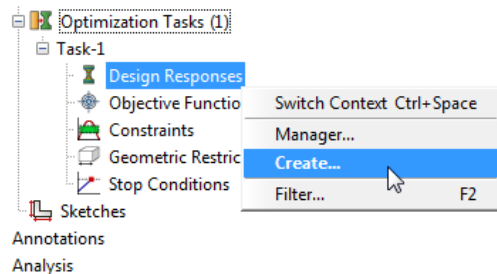 Optimization Tasks (1)
Task-1
Design Responses
Objective Functio
Switch Context Ctrl+Space
Constraints
Manager...
Geometric Restric
Create...
Stop Conditions
Filter... F2
Sketches
Annotations
Analysis